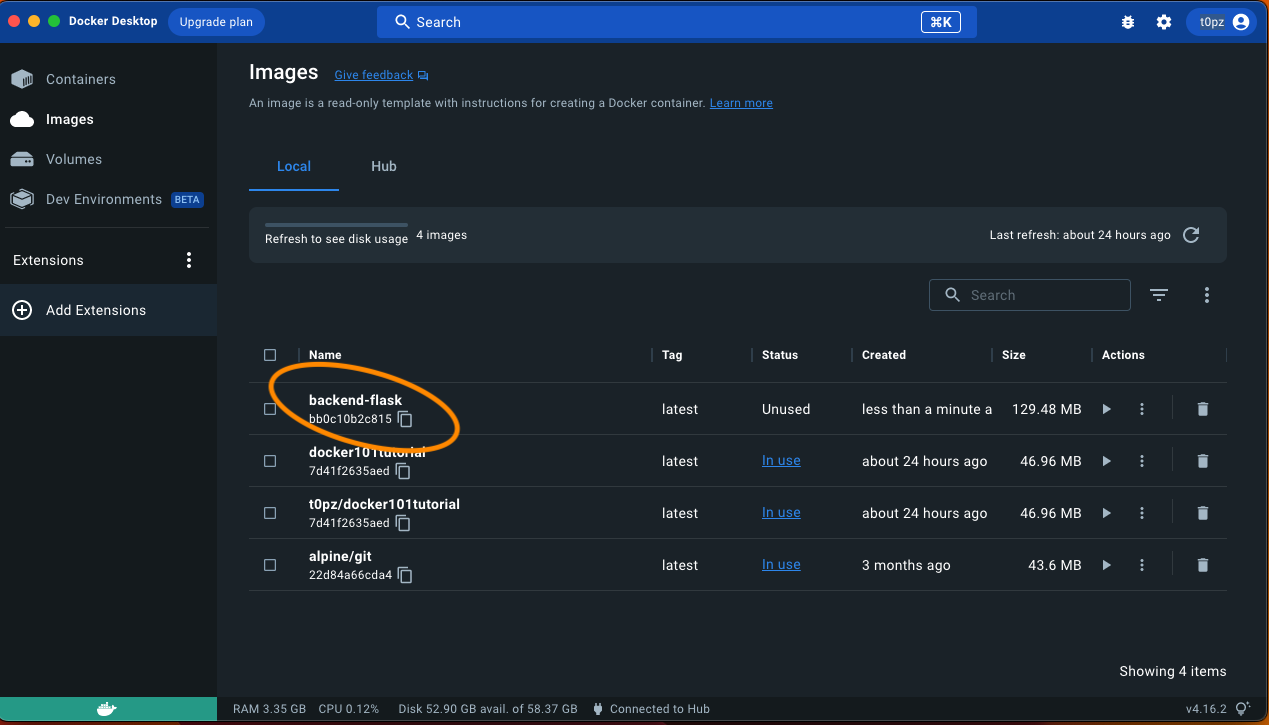 Docker Desktop Upgrade plan Search ⌘K t0pz
Containers
Images
Volumes
Dev Environments BETA
Extensions
Add Extensions
Images Give feedback
An image is a read-only template with instructions for creating a Docker container. Learn more
Local Hub
Refresh to see disk usage 4 images Last refresh: about 24 hours ago
Search
Name Tag Status Created Size Actions
backend-flask latest Unused less than a minute a 129.48 MB
bb0c10b2c815
docker101tutorial latest In use about 24 hours ago 46.96 MB
7d41f2635aed
t0pz/docker101tutorial latest In use about 24 hours ago 46.96 MB
7d41f2635aed
alpine/git latest In use 3 months ago 43.6 MB
22d84a66cda4
Showing 4 items
RAM 3.35 GB CPU 0.12% Disk 52.90 GB avail. of 58.37 GB Connected to Hub v4.16.2